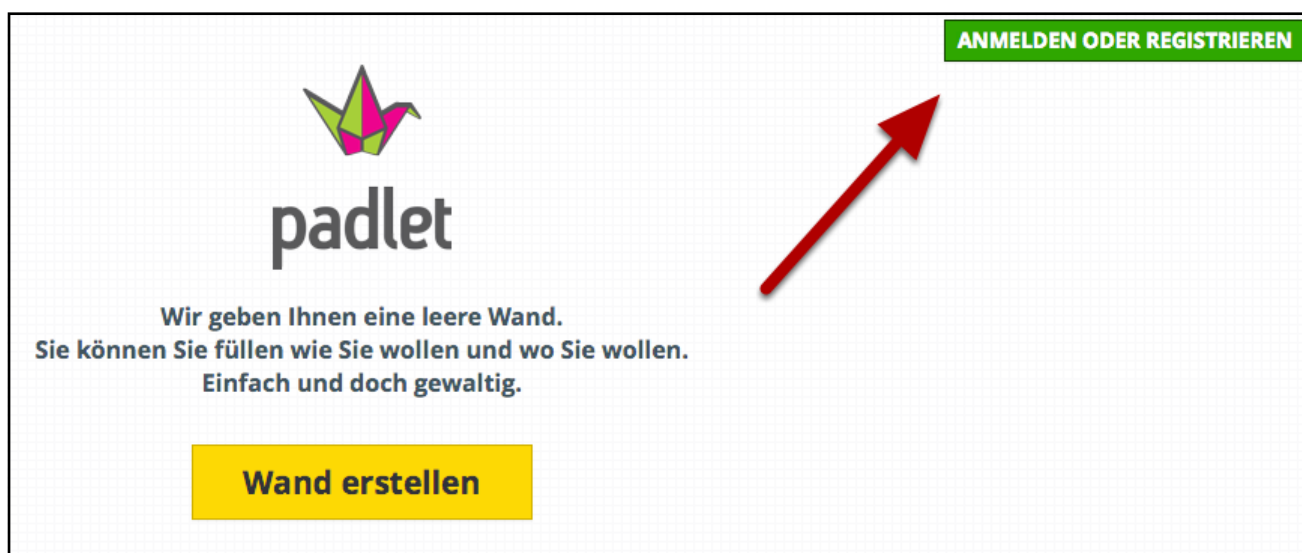 ANMELDEN ODER REGISTRIEREN
padlet
Wir geben Ihnen eine leere Wand.
Sie können Sie füllen wie Sie wollen und wo Sie wollen.
Einfach und doch gewaltig.
Wand erstellen